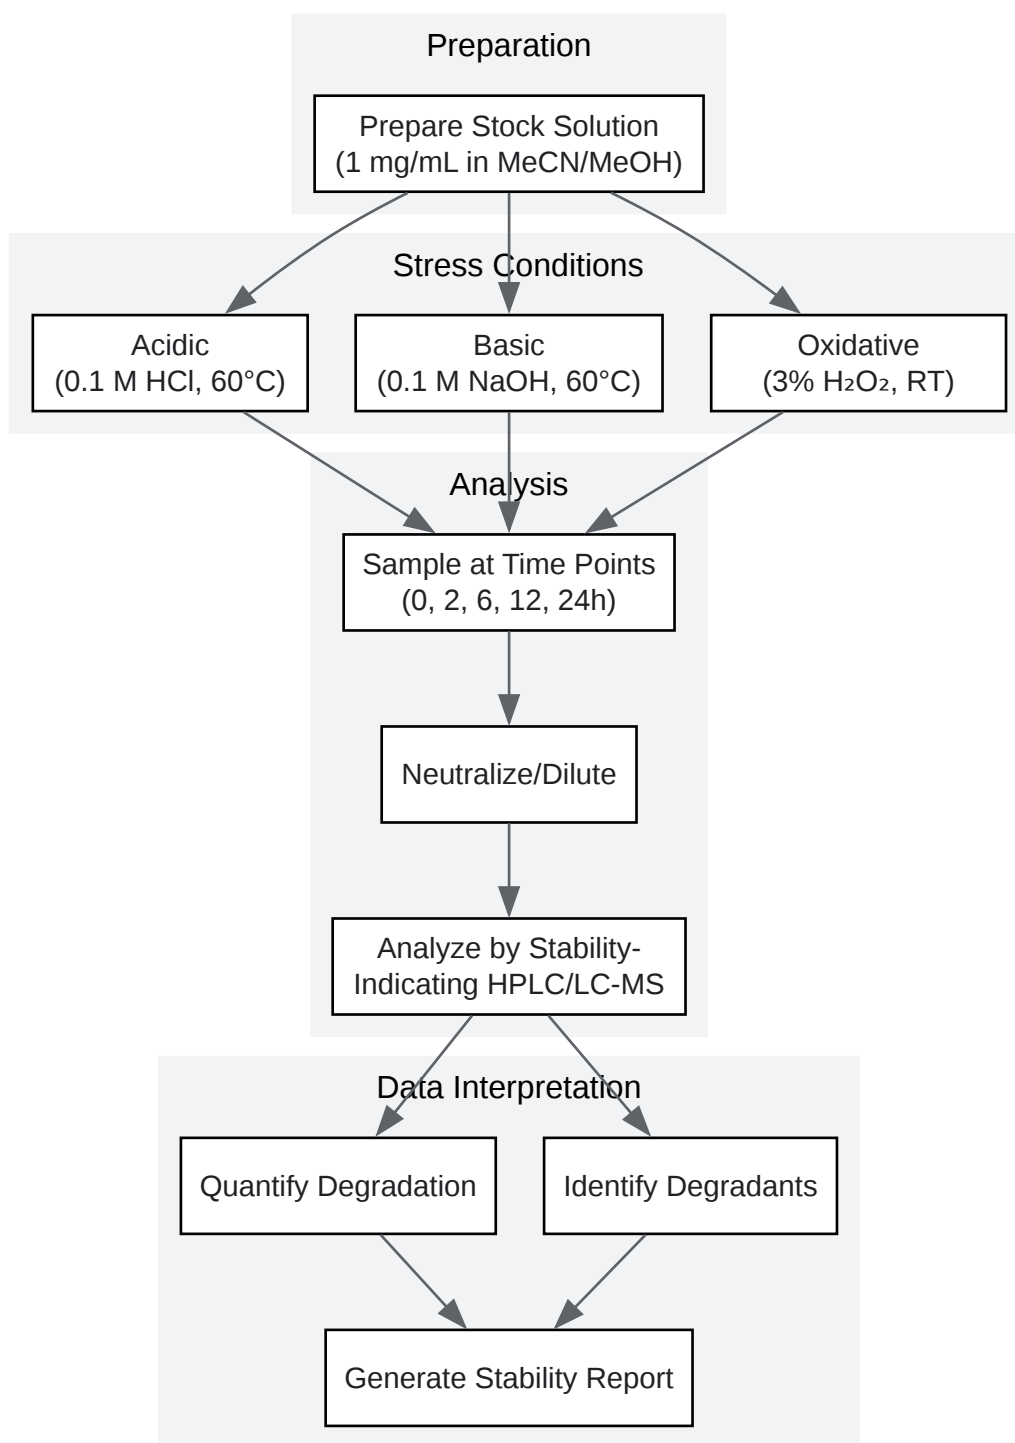 Preparation
Prepare Stock Solution
(1 mg/mL in MeCN/MeOH)
Stress Conditions
Acidic
(0.1 M HCl, 60°C)
Basic
(0.1 M NaOH, 60°C)
Oxidative
(3% H₂O₂, RT)
Analysis
Sample at Time Points
(0, 2, 6, 12, 24h)
Neutralize/Dilute
Analyze by Stability-
Indicating HPLC/LC-MS
Data Interpretation
Quantify Degradation
Identify Degradants
Generate Stability Report